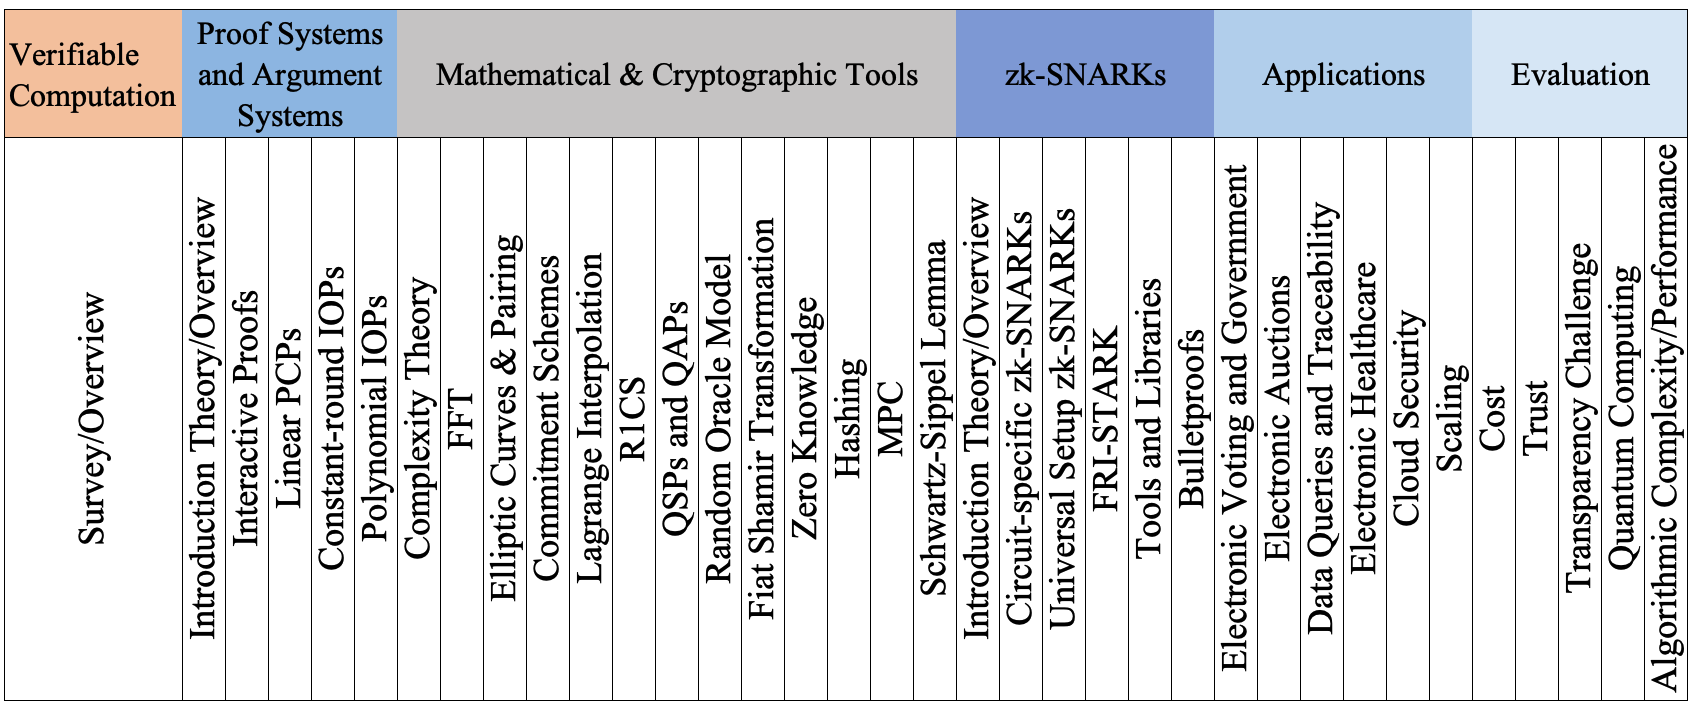 Verifiable
Computation
Proof Systems
and Argument
Systems
Mathematical & Cryptographic Tools
zk-SNARKs
Applications
Evaluation
Survey/Overview
Introduction Theory/Overview
Interactive Proofs
Linear PCPs
Constant-round IOPs
Polynomial IOPs
Complexity Theory
FFT
Elliptic Curves & Pairing
Commitment Schemes
Lagrange Interpolation
R1CS
QSPs and QAPs
Random Oracle Model
Fiat Shamir Transformation
Zero Knowledge
Hashing
MPC
Schwartz-Sippel Lemma
Introduction Theory/Overview
Circuit-specific zk-SNARKs
Universal Setup zk-SNARKs
FRI-STARK
Tools and Libraries
Bulletproofs
Electronic Voting and Government
Electronic Auctions
Data Queries and Traceability
Electronic Healthcare
Cloud Security
Scaling
Cost
Trust
Transparency Challenge
Quantum Computing
Algorithmic Complexity/Performance